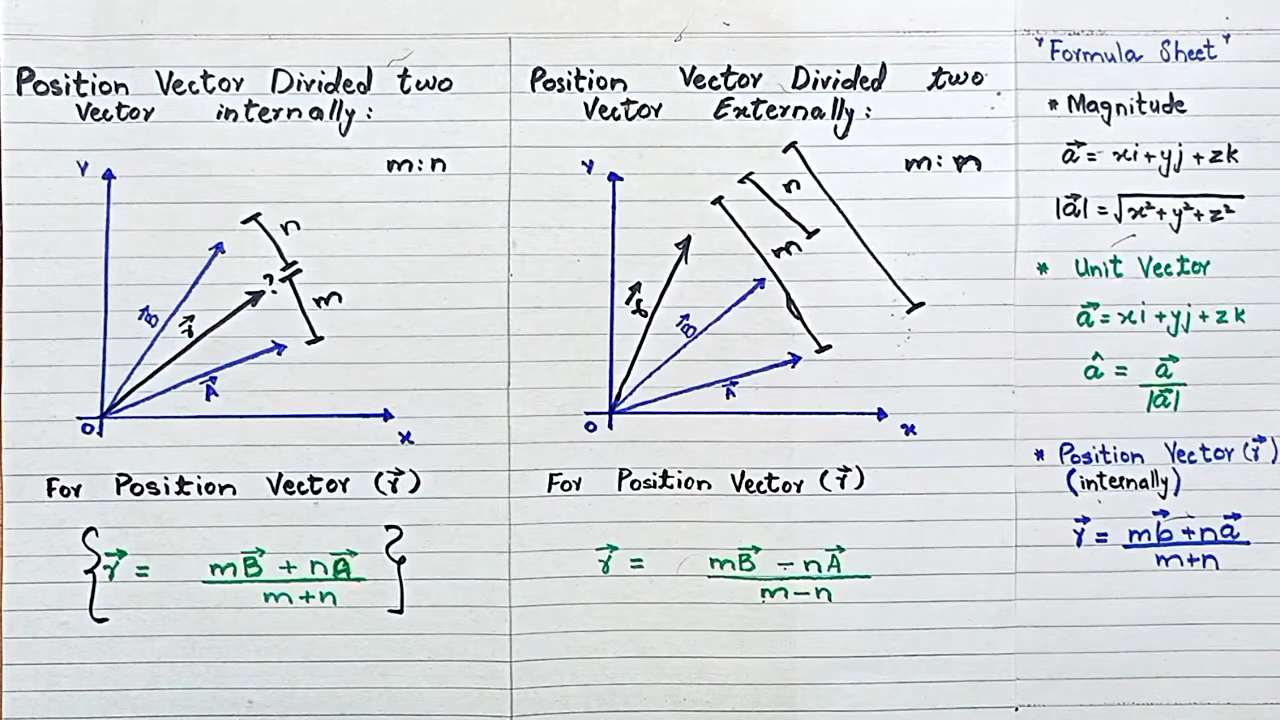 Position Vector Divided two
Vector internally:
m:n
Y
n
?
m
B⃗
r⃗
A⃗
O
x
For Position Vector (r⃗)
{r⃗ = (mB⃗ + nA⃗)/(m+n)}
Position Vector Divided two
Vector Externally:
m:n
Y
n
m
r⃗
B⃗
A⃗
O
x
For Position Vector (r⃗)
r⃗ = (mB⃗ - nA⃗)/(m-n)
"Formula Sheet"
* Magnitude
a⃗ = xi+yj+zk
|a⃗| = √x²+y²+z²
* Unit Vector
a⃗ = xi+yj+zk
â = a⃗/|a⃗|
* Position Vector (r⃗)
(internally)
r⃗ = (mb⃗+na⃗)/(m+n)